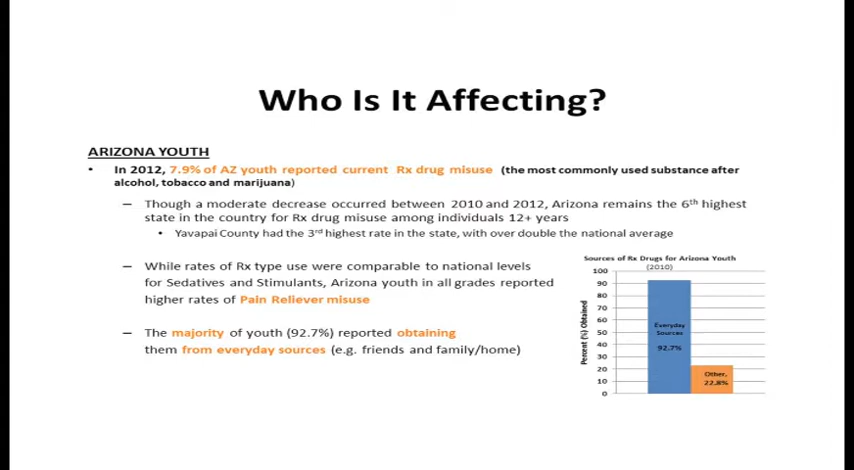 Who Is It Affecting?
ARIZONA YOUTH
• In 2012, 7.9% of AZ youth reported current Rx drug misuse (the most commonly used substance after
alcohol, tobacco and marijuana)
– Though a moderate decrease occurred between 2010 and 2012, Arizona remains the 6th highest
state in the country for Rx drug misuse among individuals 12+ years
• Yavapai County had the 3rd highest rate in the state, with over double the national average
– While rates of Rx type use were comparable to national levels
for Sedatives and Stimulants, Arizona youth in all grades reported
higher rates of Pain Reliever misuse
– The majority of youth (92.7%) reported obtaining
them from everyday sources (e.g. friends and family/home)
Sources of Rx Drugs for Arizona Youth
(2010)
Percent (%) Obtained
100
90
80
70
60
50
40
30
20
10
0
Everyday
Sources
92.7%
Other,
22.8%